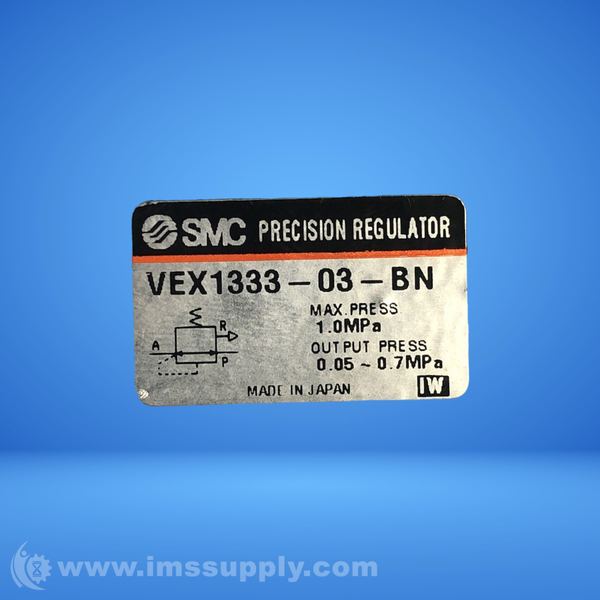 SMC PRECISION REGULATOR
VEX1333-03-BN
MAX.PRESS
1.0MPa
OUTPUT PRESS
0.05~0.7MPa
A R P
MADE IN JAPAN IW
www.imssupply.com